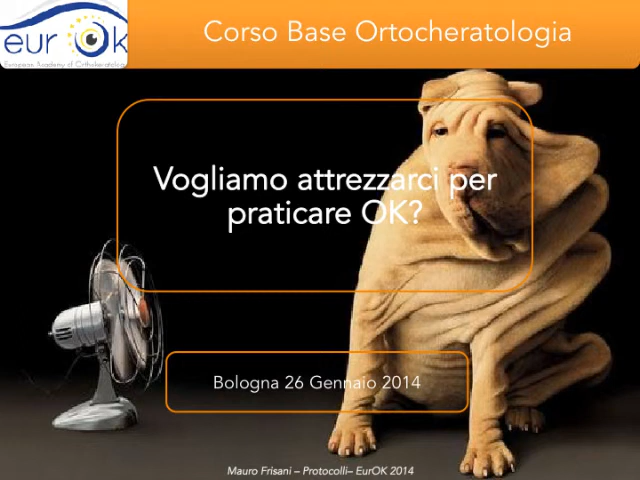 eurOk
European Academy of Orthokeratology
Corso Base Ortocheratologia
Vogliamo attrezzarci per
praticare OK?
Bologna 26 Gennaio 2014
Mauro Frisani – Protocolli– EurOK 2014